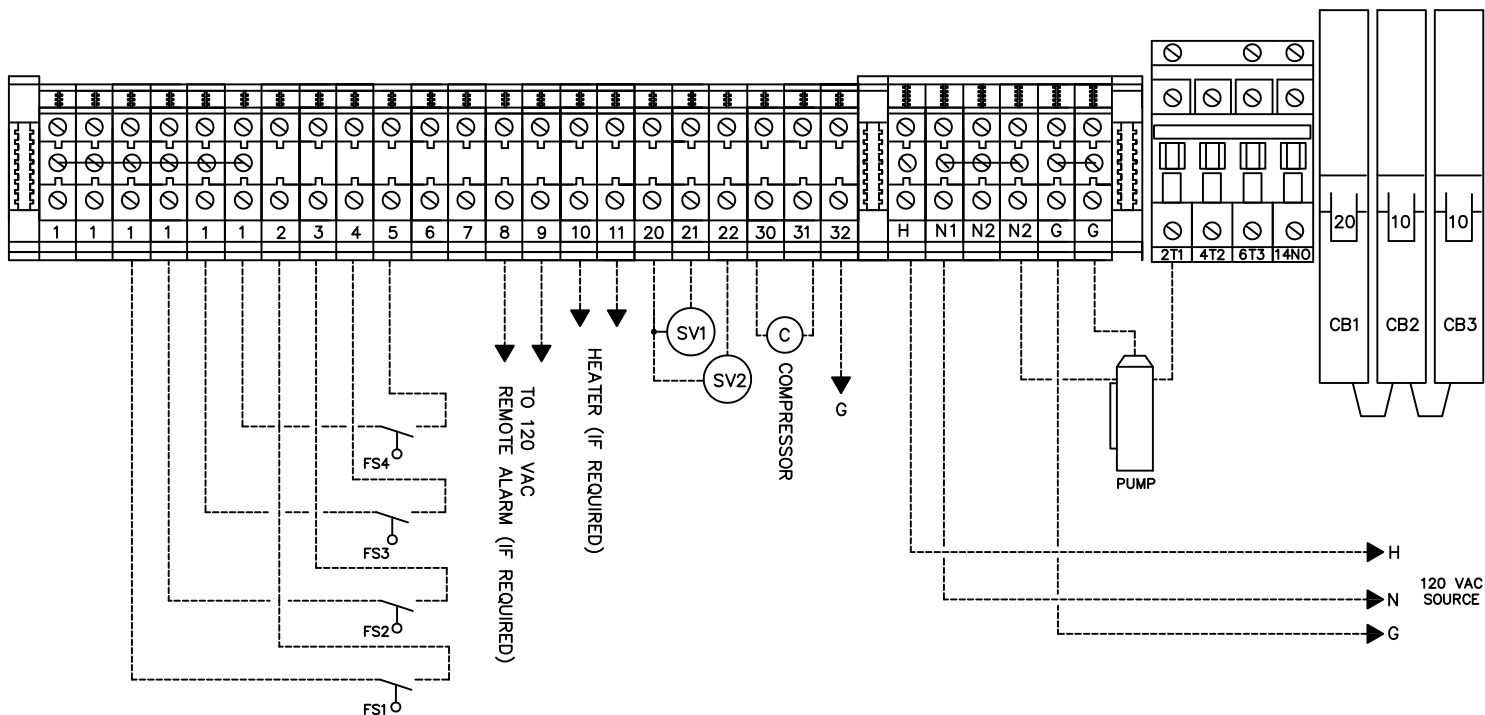 1 1 1 1 1 1 2 3 4 5 6 7 8 9 10 11 20 21 22 30 31 32 H N1 N2 N2 G G
2T1 4T2 6T3 14NO
20 10 10
CB1 CB2 CB3
SV1
SV2
C
COMPRESSOR
G
HEATER (IF REQUIRED)
TO 120 VAC
REMOTE ALARM (IF REQUIRED)
FS4
FS3
FS2
FS1
PUMP
H
N
G
120 VAC
SOURCE